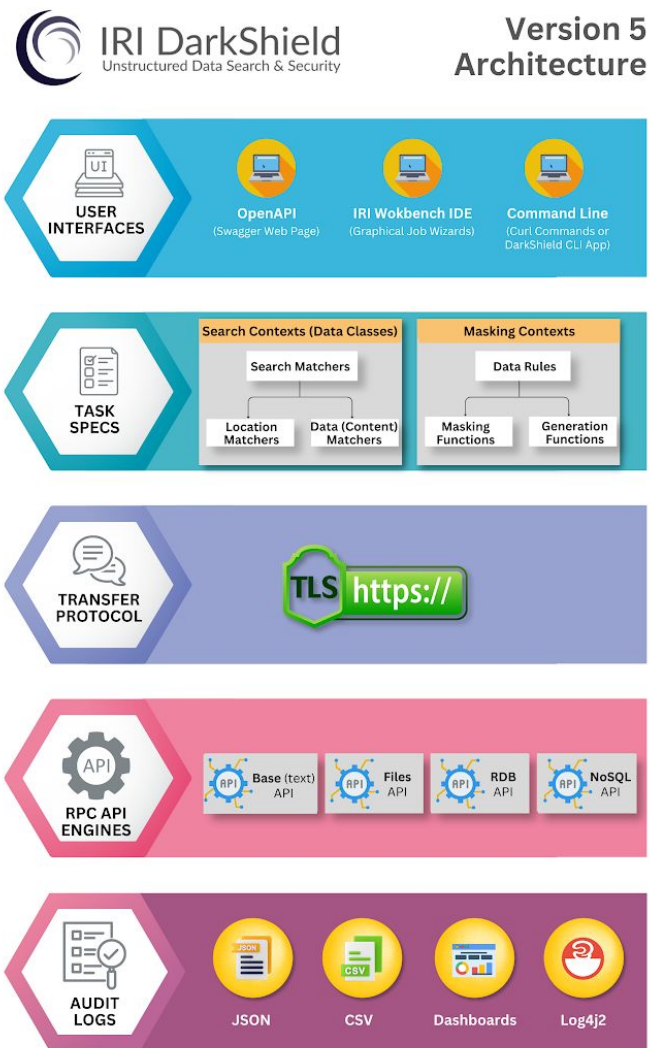 IRI DarkShield
Unstructured Data Search & Security
Version 5
Architecture
UI
USER
INTERFACES
OpenAPI
(Swagger Web Page)
IRI Wokbench IDE
(Graphical Job Wizards)
Command Line
(Curl Commands or
DarkShield CLI App)
TASK
SPECS
Search Contexts (Data Classes)
Search Matchers
Location
Matchers
Data (Content)
Matchers
Masking Contexts
Data Rules
Masking
Functions
Generation
Functions
TRANSFER
PROTOCOL
TLS https://
API
RPC API
ENGINES
API
Base (text)
API
API
Files
API
API
RDB
API
API
NoSQL
API
AUDIT
LOGS
JSON
JSON
CSV
CSV
Dashboards
Log4j2